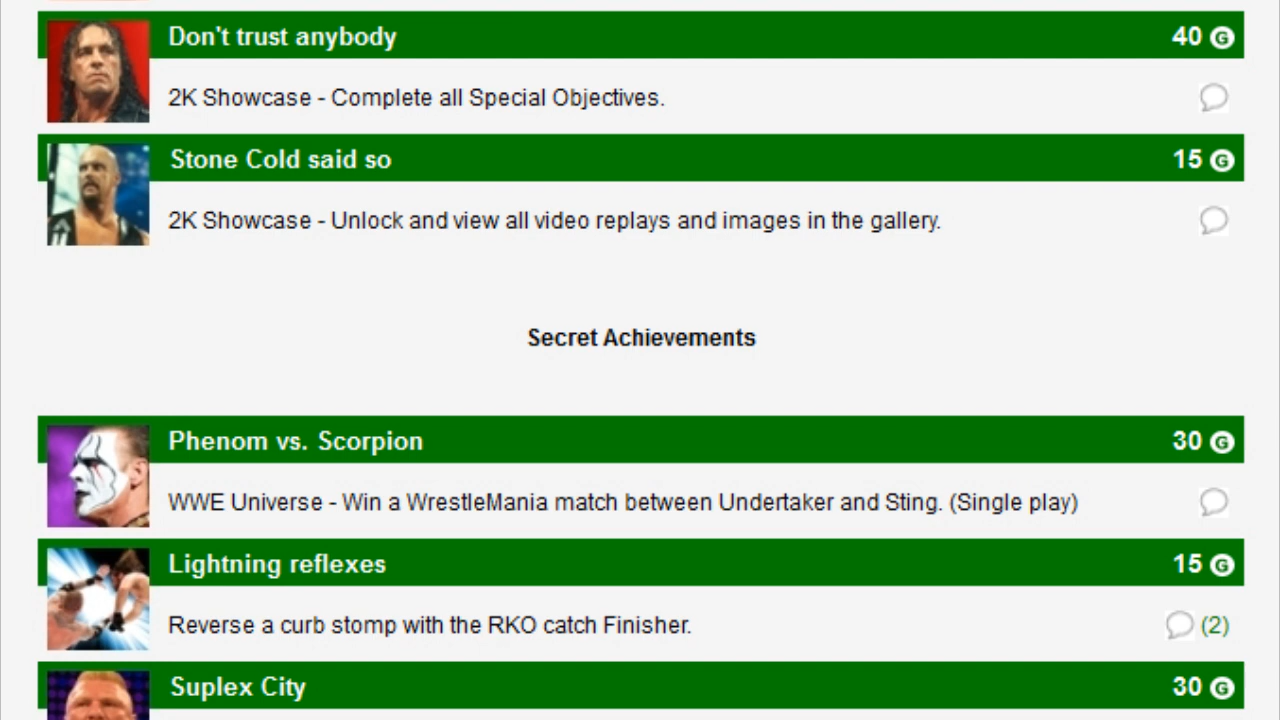 Don't trust anybody 40 G
2K Showcase - Complete all Special Objectives.
Stone Cold said so 15 G
2K Showcase - Unlock and view all video replays and images in the gallery.
Secret Achievements
Phenom vs. Scorpion 30 G
WWE Universe - Win a WrestleMania match between Undertaker and Sting. (Single play)
Lightning reflexes 15 G
Reverse a curb stomp with the RKO catch Finisher.
(2)
Suplex City 30 G